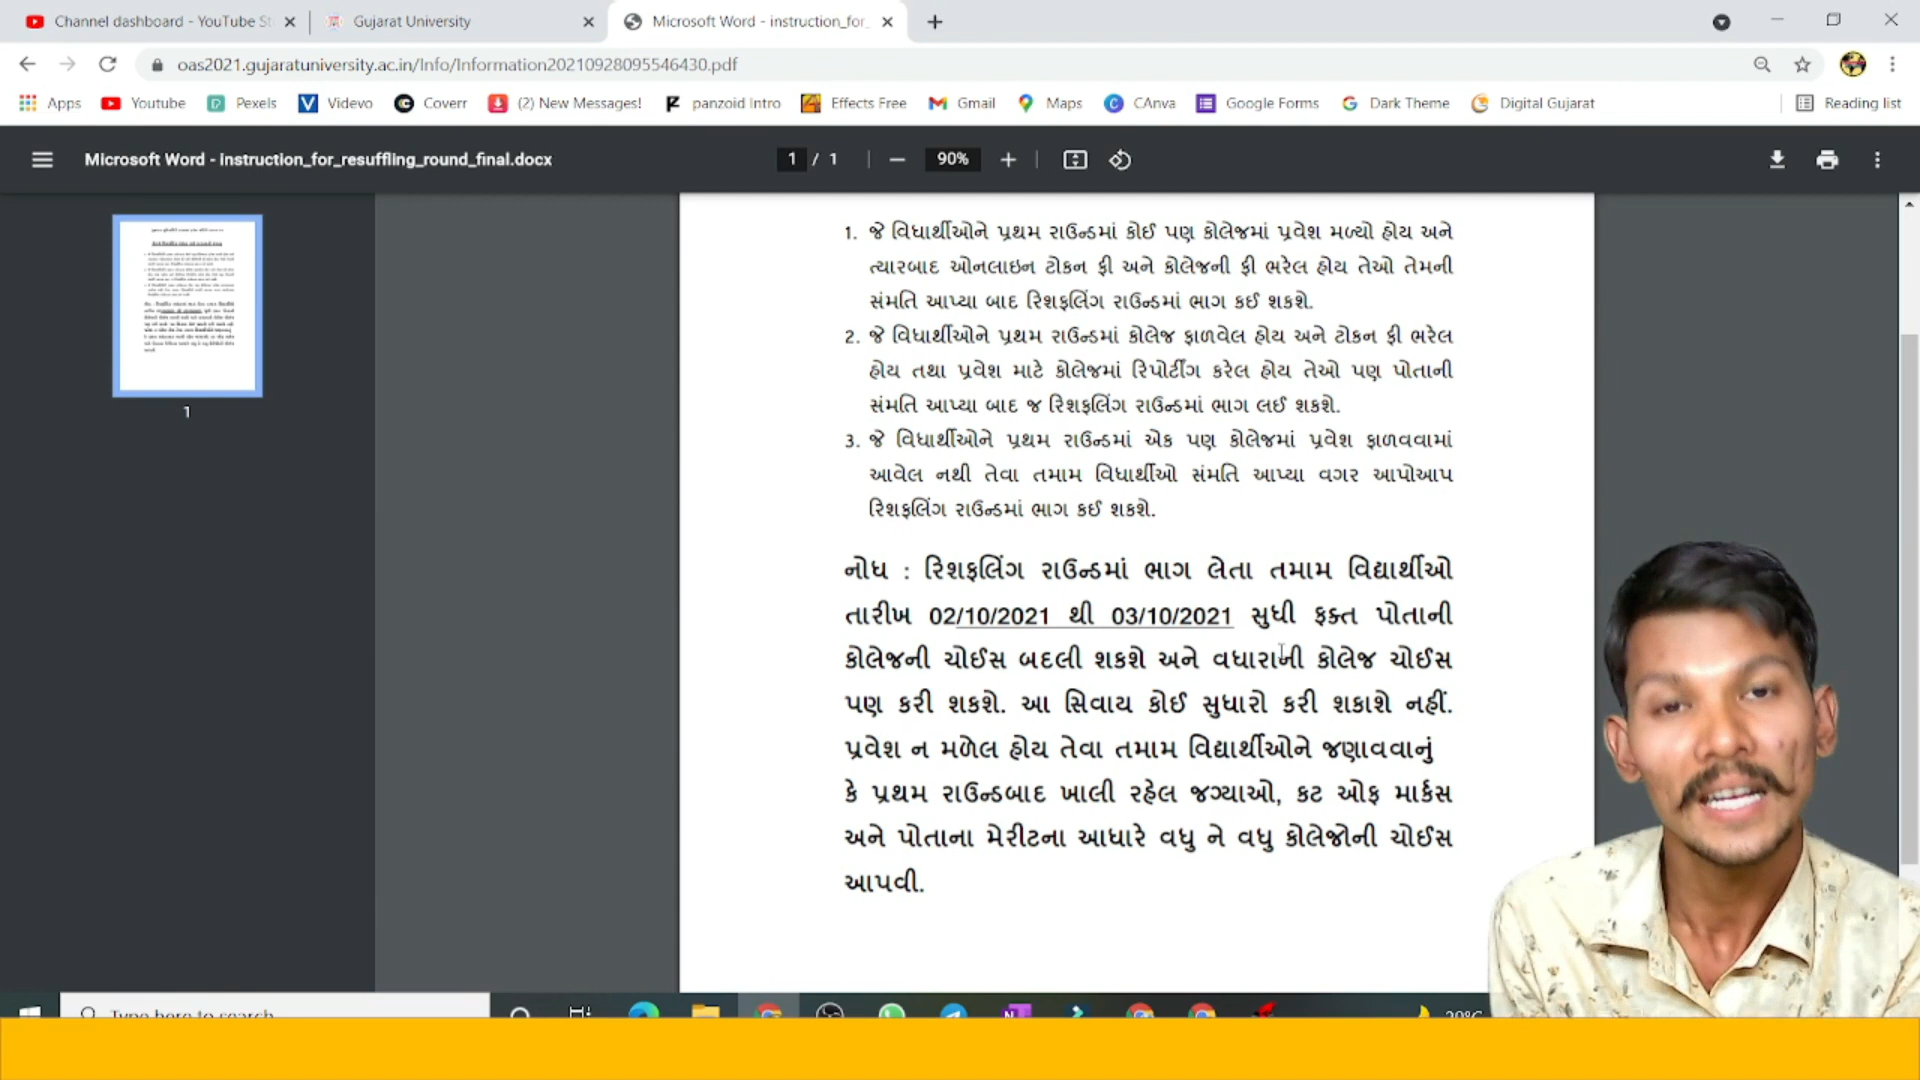 Channel dashboard - YouTube St
Gujarat University
Microsoft Word - instruction_for_
oas2021.gujaratuniversity.ac.in/Info/Information20210928095546430.pdf
Apps Youtube Pexels Videvo Coverr (2) New Messages! panzoid Intro Effects Free Gmail Maps CAnva Google Forms Dark Theme Digital Gujarat Reading list
Microsoft Word - instruction_for_resuffling_round_final.docx 1 / 1 90%
1
1. જે વિધાર્થીઓને પ્રથમ રાઉન્ડમાં કોઈ પણ કોલેજમાં પ્રવેશ મળ્યો હોય અને
ત્યારબાદ ઓનલાઇન ટોકન ફી અને કોલેજની ફી ભરેલ હોય તેઓ તેમની
સંમતિ આપ્યા બાદ રિશફલિંગ રાઉન્ડમાં ભાગ કઈ શકશે.
2. જે વિધાર્થીઓને પ્રથમ રાઉન્ડમાં કોલેજ ફાળવેલ હોય અને ટોકન ફી ભરેલ
હોય તથા પ્રવેશ માટે કોલેજમાં રિપોર્ટીંગ કરેલ હોય તેઓ પણ પોતાની
સંમતિ આપ્યા બાદ જ રિશફલિંગ રાઉન્ડમાં ભાગ લઈ શકશે.
3. જે વિધાર્થીઓને પ્રથમ રાઉન્ડમાં એક પણ કોલેજમાં પ્રવેશ ફાળવવામાં
આવેલ નથી તેવા તમામ વિધાર્થીઓ સંમતિ આપ્યા વગર આપોઆપ
રિશફલિંગ રાઉન્ડમાં ભાગ કઈ શકશે.
નોધ : રિશફલિંગ રાઉન્ડમાં ભાગ લેતા તમામ વિદ્યાર્થીઓ
તારીખ 02/10/2021 થી 03/10/2021 સુધી ફક્ત પોતાની
કોલેજની ચોઈસ બદલી શકશે અને વધારાની કોલેજ ચોઈસ
પણ કરી શકશે. આ સિવાય કોઈ સુધારો કરી શકાશે નહીં.
પ્રવેશ ન મળેલ હોય તેવા તમામ વિદ્યાર્થીઓને જણાવવાનું
કે પ્રથમ રાઉન્ડબાદ ખાલી રહેલ જગ્યાઓ, કટ ઓફ માર્કસ
અને પોતાના મેરીટના આધારે વધુ ને વધુ કોલેજોની ચોઈસ
આપવી.
Type here to search